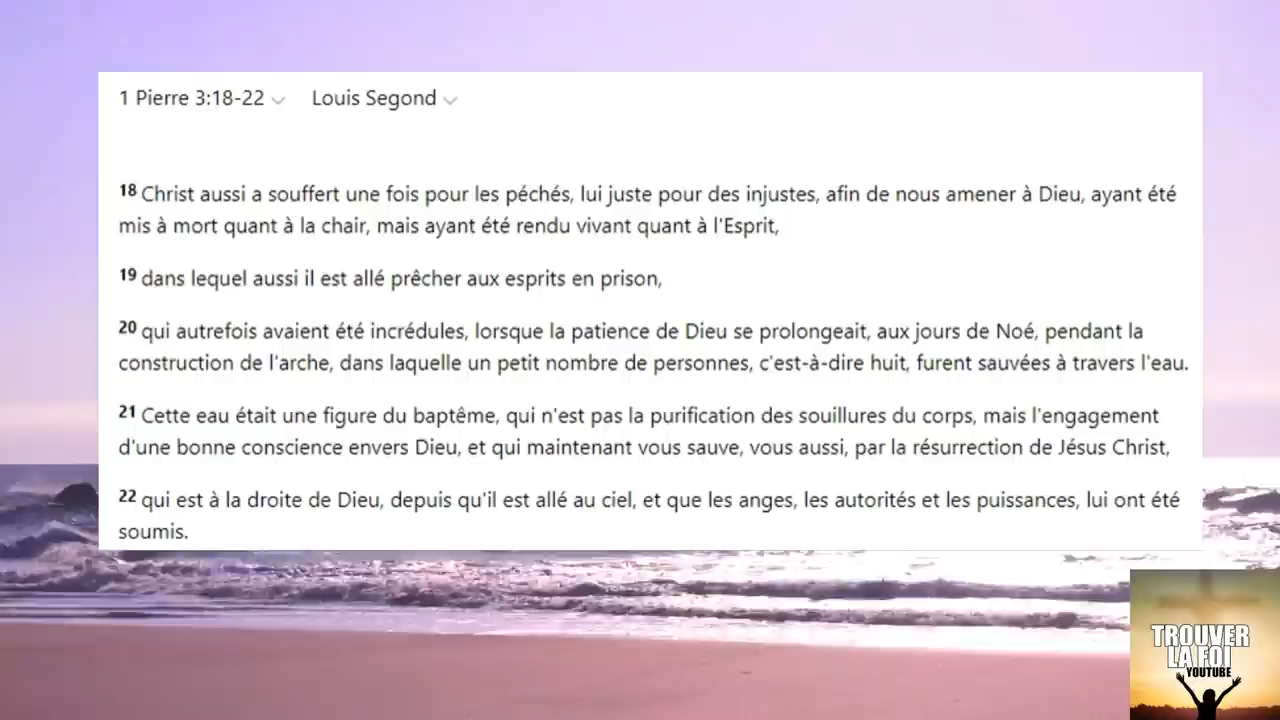 1 Pierre 3:18-22 Louis Segond
18 Christ aussi a souffert une fois pour les péchés, lui juste pour des injustes, afin de nous amener à Dieu, ayant été
mis à mort quant à la chair, mais ayant été rendu vivant quant à l'Esprit,
19 dans lequel aussi il est allé prêcher aux esprits en prison,
20 qui autrefois avaient été incrédules, lorsque la patience de Dieu se prolongeait, aux jours de Noé, pendant la
construction de l'arche, dans laquelle un petit nombre de personnes, c'est-à-dire huit, furent sauvées à travers l'eau.
21 Cette eau était une figure du baptême, qui n'est pas la purification des souillures du corps, mais l'engagement
d'une bonne conscience envers Dieu, et qui maintenant vous sauve, vous aussi, par la résurrection de Jésus Christ,
22 qui est à la droite de Dieu, depuis qu'il est allé au ciel, et que les anges, les autorités et les puissances, lui ont été
soumis.
TROUVER
LA FOI
YOUTUBE